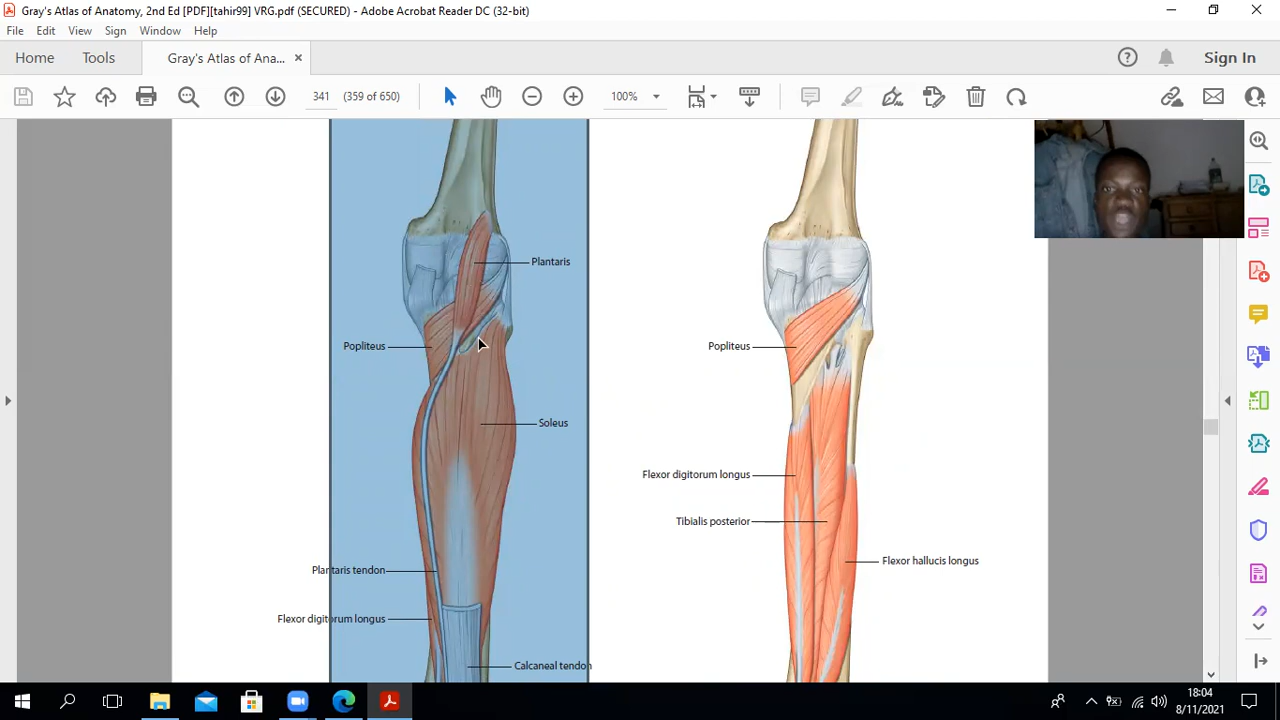 Gray's Atlas of Anatomy, 2nd Ed [PDF][tahir99] VRG.pdf (SECURED) - Adobe Acrobat Reader DC (32-bit)
File Edit View Sign Window Help
Home Tools Gray's Atlas of Ana... Sign In
341 (359 of 650) 100%
Plantaris
Popliteus
Soleus
Plantaris tendon
Flexor digitorum longus
Calcaneal tendon
Popliteus
Flexor digitorum longus
Tibialis posterior
Flexor hallucis longus
18:04
8/11/2021